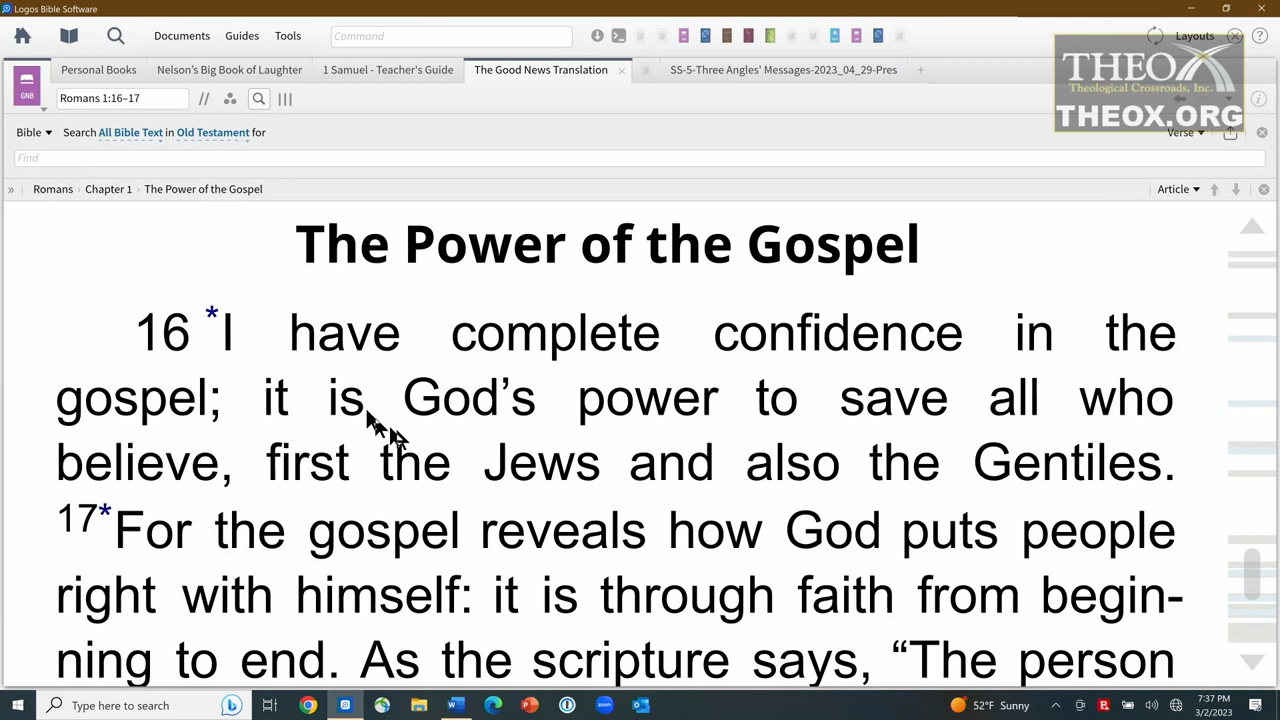 Logos Bible Software
Documents Guides Tools Command Layouts
Personal Books Nelson's Big Book of Laughter 1 Samuel - Teacher's Guide The Good News Translation SS-5-Three Angles' Messages-2023_04_29-Pres
THEOX
Theological Crossroads, Inc.
THEOX.ORG
GNB Romans 1:16–17
Bible Search All Bible Text in Old Testament for Verse
Find
» Romans › Chapter 1 › The Power of the Gospel Article
The Power of the Gospel
16 *I have complete confidence in the
gospel; it is God’s power to save all who
believe, first the Jews and also the Gentiles.
17*For the gospel reveals how God puts people
right with himself: it is through faith from begin-
ning to end. As the scripture says, “The person
Type here to search 52°F Sunny 7:37 PM
3/2/2023